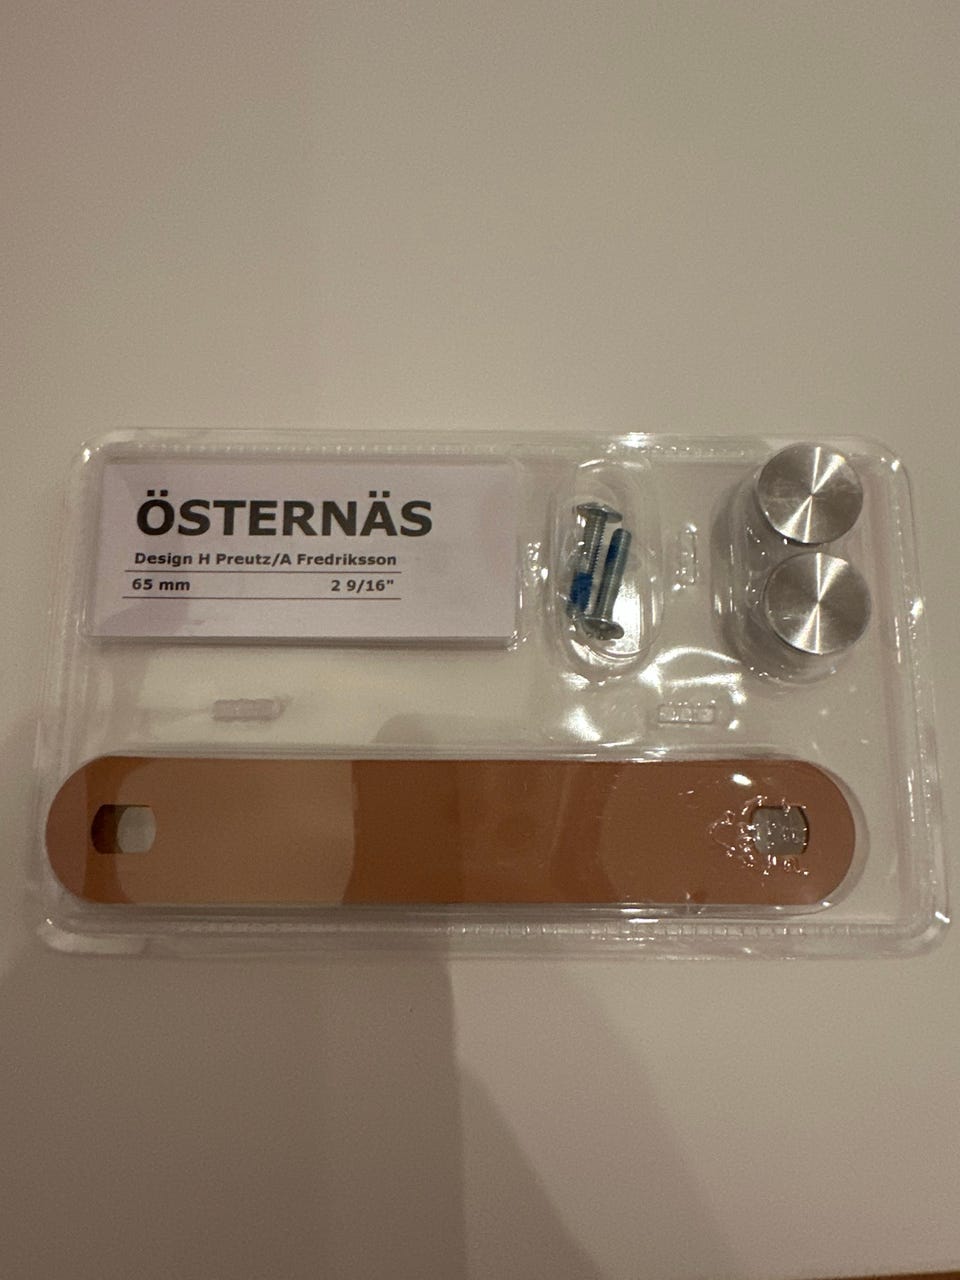 ÖSTERNÄS
Design H Preutz/A Fredriksson
65 mm 2 9/16"